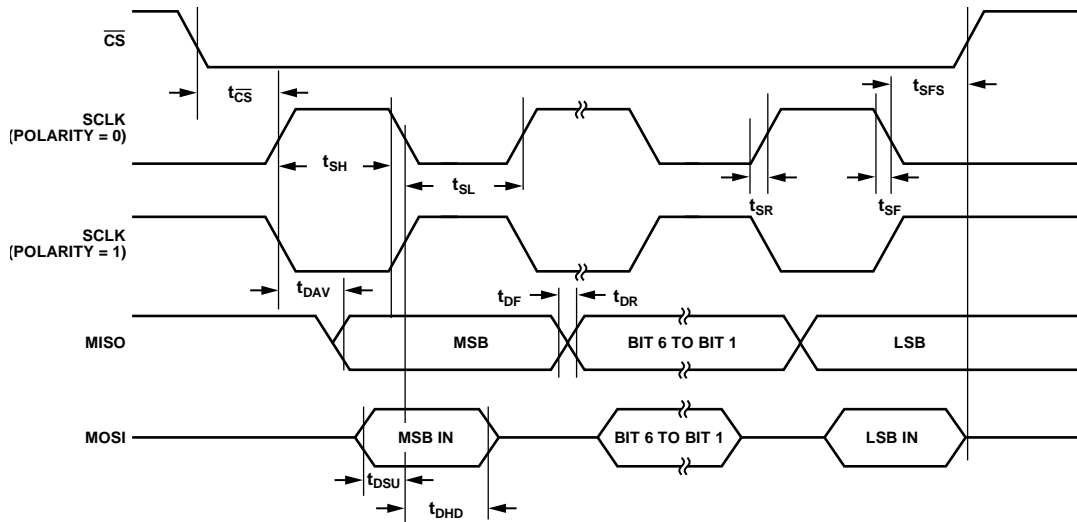 CS
tCS
tSFS
SCLK
(POLARITY = 0)
tSH
tSL
tSR
tSF
SCLK
(POLARITY = 1)
tDAV
tDF
tDR
MISO
MSB
BIT 6 TO BIT 1
LSB
MOSI
MSB IN
BIT 6 TO BIT 1
LSB IN
tDSU
tDHD